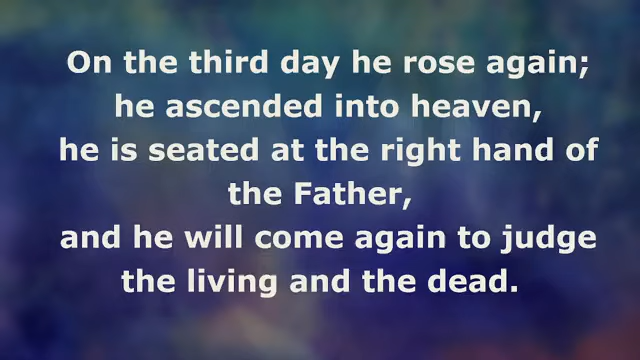 On the third day he rose again;
he ascended into heaven,
he is seated at the right hand of
the Father,
and he will come again to judge
the living and the dead.